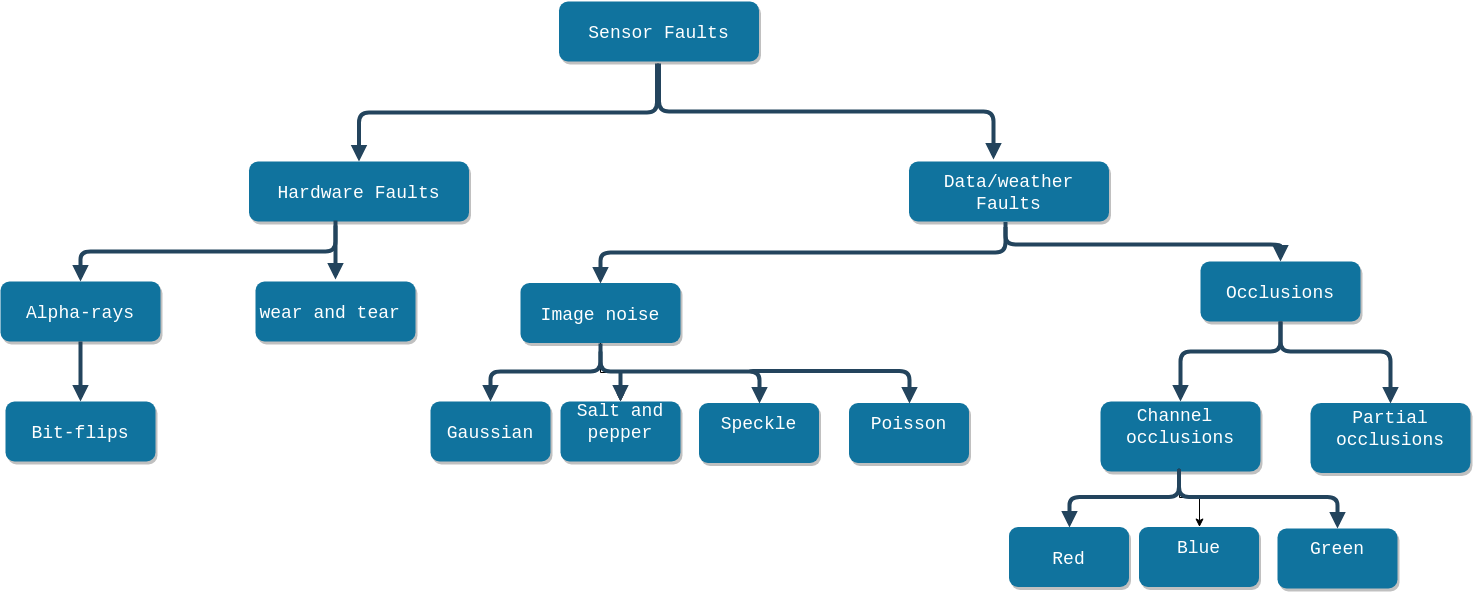 Sensor Faults
Hardware Faults
Data/weather
Faults
Alpha-rays
wear and tear
Image noise
Occlusions
Bit-flips
Gaussian
Salt and
pepper
Speckle
Poisson
Channel
occlusions
Partial
occlusions
Red
Blue
Green